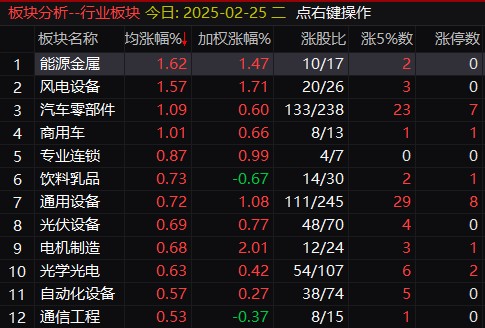 板块分析--行业板块 今日: 2025-02-25 二 点右键操作
板块名称 均涨幅%↓ 加权涨幅% 涨股比 涨5%数 涨停数
1 能源金属 1.62 1.47 10/17 2 0
2 风电设备 1.57 1.71 20/26 3 0
3 汽车零部件 1.09 0.60 133/238 23 7
4 商用车 1.01 0.66 8/13 1 1
5 专业连锁 0.87 0.99 4/7 0 0
6 饮料乳品 0.73 -0.67 14/30 2 1
7 通用设备 0.72 1.08 111/245 29 8
8 光伏设备 0.69 0.77 48/70 4 0
9 电机制造 0.68 2.01 12/24 3 1
10 光学光电 0.63 0.42 54/107 6 2
11 自动化设备 0.57 0.27 38/74 5 0
12 通信工程 0.53 -0.37 8/15 1 0